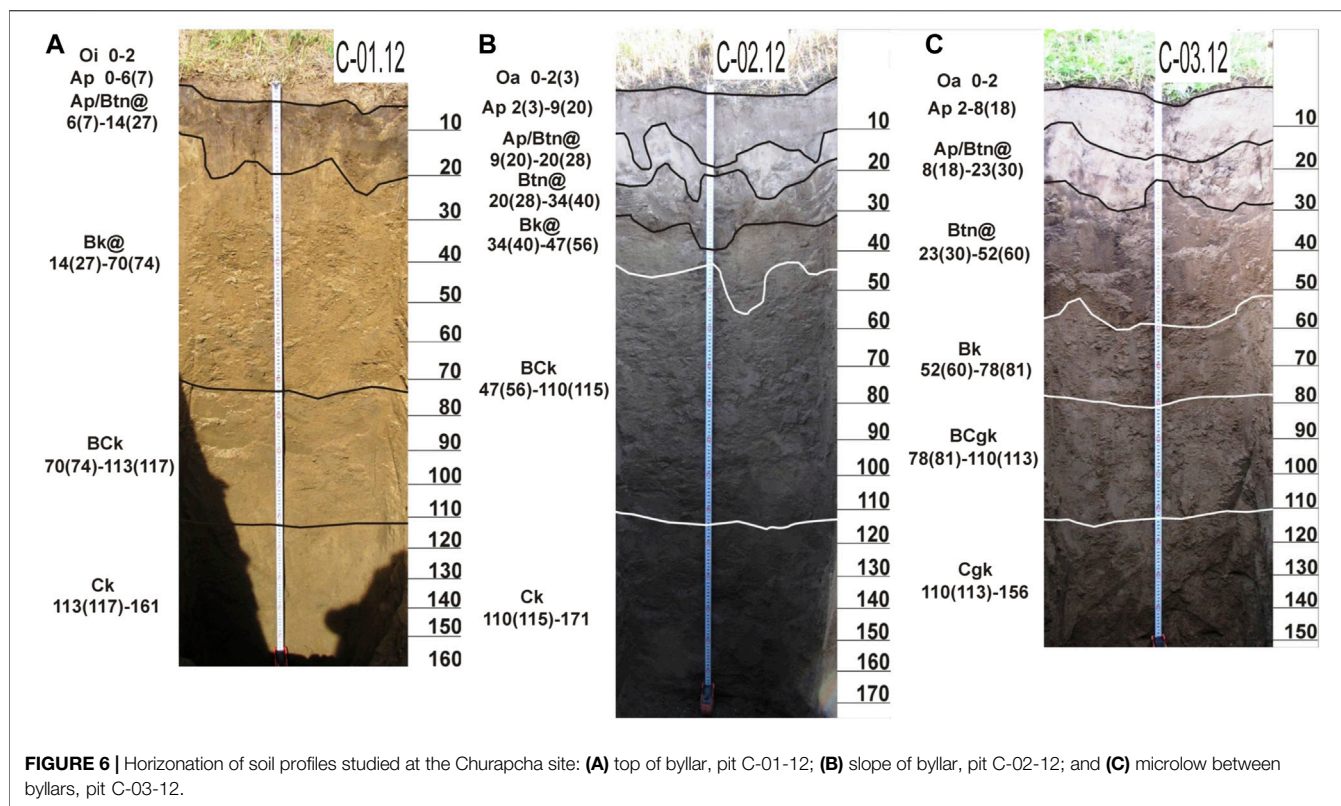 A
C-01.12
Oi 0-2
Ap 0-6(7)
Ap/Btn@
6(7)-14(27)
Bk@
14(27)-70(74)
BCk
70(74)-113(117)
Ck
113(117)-161
10
20
30
40
50
60
70
80
90
100
110
120
130
140
150
160
B
C-02.12
Oa 0-2(3)
Ap 2(3)-9(20)
Ap/Btn@
9(20)-20(28)
Btn@
20(28)-34(40)
Bk@
34(40)-47(56)
BCk
47(56)-110(115)
Ck
110(115)-171
10
20
30
40
50
60
70
80
90
100
110
120
130
140
150
160
170
C
C-03.12
Oa 0-2
Ap 2-8(18)
Ap/Btn@
8(18)-23(30)
Btn@
23(30)-52(60)
Bk
52(60)-78(81)
BCgk
78(81)-110(113)
Cgk
110(113)-156
10
20
30
40
50
60
70
80
90
100
110
120
130
140
150
FIGURE 6 | Horizonation of soil profiles studied at the Churapcha site: (A) top of byllar, pit C-01-12; (B) slope of byllar, pit C-02-12; and (C) microlow between
byllars, pit C-03-12.